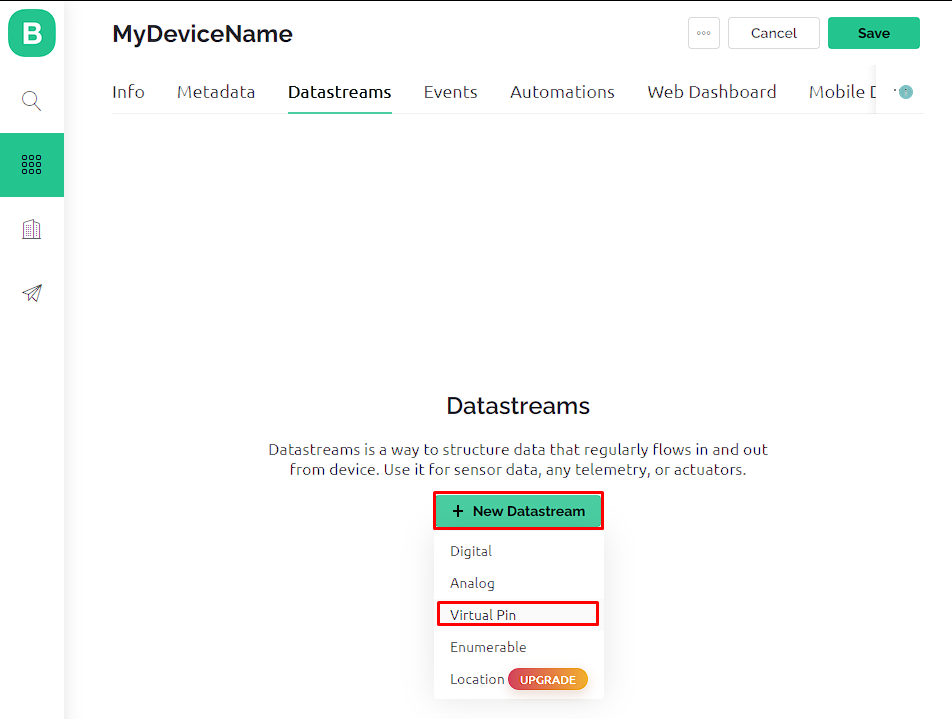 B
MyDeviceName
Cancel
Save
Info
Metadata
Datastreams
Events
Automations
Web Dashboard
Mobile
Datastreams
Datastreams is a way to structure data that regularly flows in and out
from device. Use it for sensor data, any telemetry, or actuators.
+ New Datastream
Digital
Analog
Virtual Pin
Enumerable
Location UPGRADE